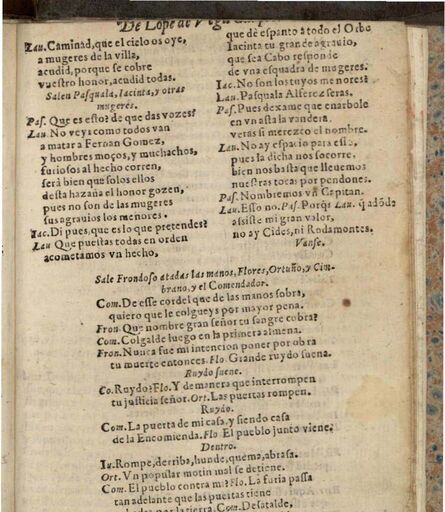 De Lope de Vega
Lau. Caminad, que el cielo os oye,
a mugeres de la villa,
acudid, porque se cobre
vuestro honor, acudid todas.
Salen Pasquala, Iacinta, y otras
mugeres.
Pas. Que es esto? de que das vozes?
Lau. No veys como todos van
a matar a Fernan Gomez,
y hombres moços, y muchachos,
furiosos al hecho corren,
serà bien que solos ellos
desta hazaña el honor gozen,
pues no son de las mugeres
sus agrauios los menores.
Iac. Di pues, que es lo que pretendes?
Lau Que puestas todas en orden
acometamos vn hecho,
que dè espanto à todo el Orbe
Iacinta tu grande agrauio,
que sea Cabo responde
de vna esquadra de mugeres.
Iac. No son los tuyos menores?
Lau. Pasquala Alferez seras.
Pas. Pues dexame que enarbole
en vn asta la vandera,
veràs si merezco el nombre.
Lau. No ay espacio para esso,
pues la dicha nos socorre,
bien nos basta que lleuemos
nuestras tocas por pendones.
Pas. Nombremos vn Capitan.
Lau. Esso no. Pas. Porq̃? Lau. q̃ adõde
assiste mi gran valor,
no ay Cides, ni Rodamontes.
Vanse.
Sale Frondoso atadas las manos, Flores, Ortuño, y Cim-
brano, y el Comendador.
Com. De esse cordel que de las manos sobra,
quiero que le colgueys por mayor pena.
Fron. Que nombre gran señor tu sangre cobra?
Com. Colgalde luego en la primera almena.
Fron. Nunca fue mi intencion poner por obra
tu muerte entonces. Flo. Grande ruydo suena.
Ruydo suene.
Co. Ruydo? Flo. Y de manera que interrompen
tu justicia señor. Ort. Las puertas rompen.
Ruydo.
Com. La puerta de mi casa, y siendo casa
de la Encomienda. Flo El pueblo junto viene?
Dentro.
Iu. Rompe, derriba, hunde, quema, abrasa.
Ort. Vn popular motin mal se detiene.
Com. El pueblo contra mi? Flo. La furia passa
tan adelante que las puertas tiene
por la tierra. Com. Desatalde,